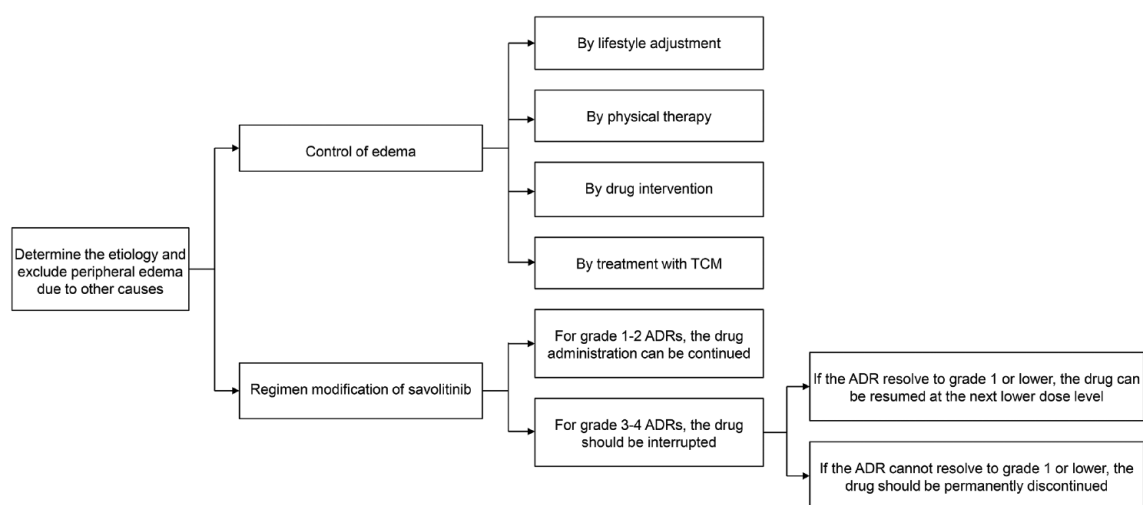 By lifestyle adjustment
By physical therapy
Control of edema
By drug intervention
Determine the etiology and
exclude peripheral edema
due to other causes
By treatment with TCM
For grade 1-2 ADRs, the drug
administration can be continued
Regimen modification of savolitinib
If the ADR resolve to grade 1 or lower, the drug can
be resumed at the next lower dose level
For grade 3-4 ADRs, the drug
should be interrupted
If the ADR cannot resolve to grade 1 or lower, the
drug should be permanently discontinued